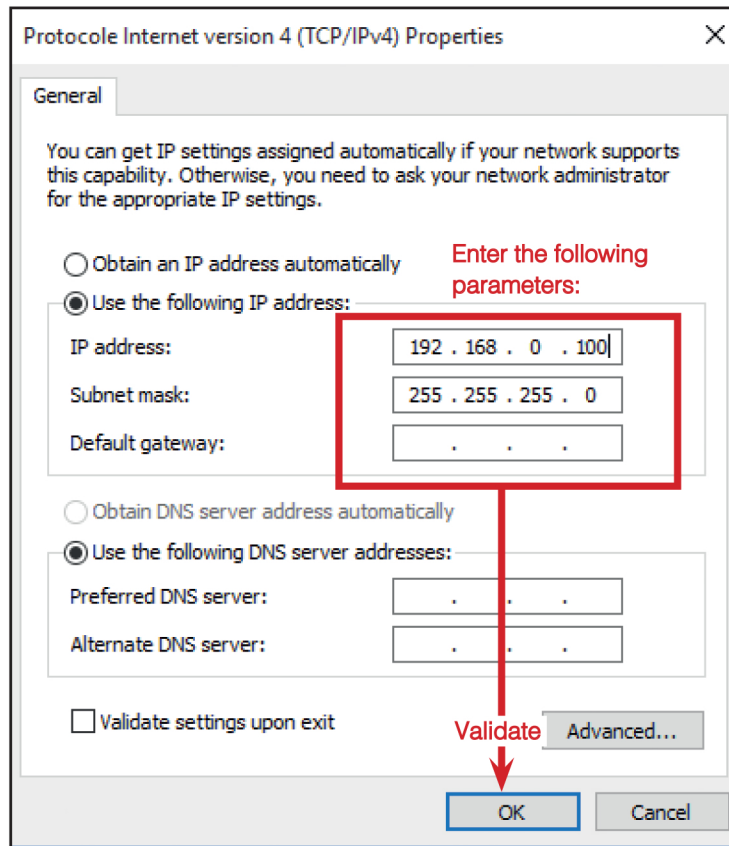 Protocole Internet version 4 (TCP/IPv4) Properties
General
You can get IP settings assigned automatically if your network supports
this capability. Otherwise, you need to ask your network administrator
for the appropriate IP settings.
Obtain an IP address automatically
Enter the following
parameters:
Use the following IP address:
IP address: 192 . 168 . 0 . 100
Subnet mask: 255 . 255 . 255 . 0
Default gateway: . . .
Obtain DNS server address automatically
Use the following DNS server addresses:
Preferred DNS server: . . .
Alternate DNS server: . . .
Validate settings upon exit
Validate
Advanced...
OK Cancel